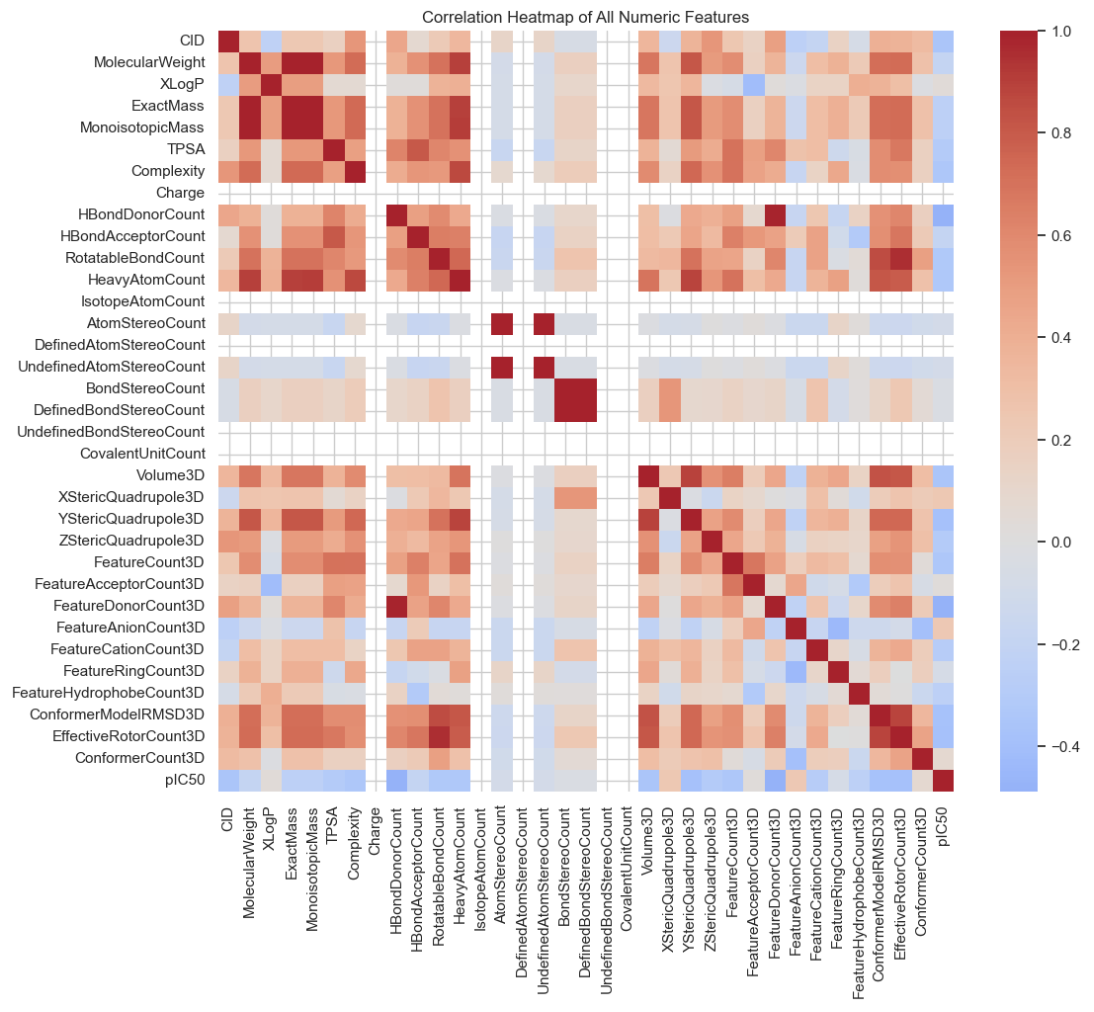 Correlation Heatmap of All Numeric Features
CID
MolecularWeight
XLogP
ExactMass
MonoisotopicMass
TPSA
Complexity
Charge
HBondDonorCount
HBondAcceptorCount
RotatableBondCount
HeavyAtomCount
IsotopeAtomCount
AtomStereoCount
DefinedAtomStereoCount
UndefinedAtomStereoCount
BondStereoCount
DefinedBondStereoCount
UndefinedBondStereoCount
CovalentUnitCount
Volume3D
XStericQuadrupole3D
YStericQuadrupole3D
ZStericQuadrupole3D
FeatureCount3D
FeatureAcceptorCount3D
FeatureDonorCount3D
FeatureAnionCount3D
FeatureCationCount3D
FeatureRingCount3D
FeatureHydrophobeCount3D
ConformerModelRMSD3D
EffectiveRotorCount3D
ConformerCount3D
pIC50
CID
MolecularWeight
XLogP
ExactMass
MonoisotopicMass
TPSA
Complexity
Charge
HBondDonorCount
HBondAcceptorCount
RotatableBondCount
HeavyAtomCount
IsotopeAtomCount
AtomStereoCount
DefinedAtomStereoCount
UndefinedAtomStereoCount
BondStereoCount
DefinedBondStereoCount
UndefinedBondStereoCount
CovalentUnitCount
Volume3D
XStericQuadrupole3D
YStericQuadrupole3D
ZStericQuadrupole3D
FeatureCount3D
FeatureAcceptorCount3D
FeatureDonorCount3D
FeatureAnionCount3D
FeatureCationCount3D
FeatureRingCount3D
FeatureHydrophobeCount3D
ConformerModelRMSD3D
EffectiveRotorCount3D
ConformerCount3D
pIC50
1.0
0.8
0.6
0.4
0.2
0.0
−0.2
−0.4